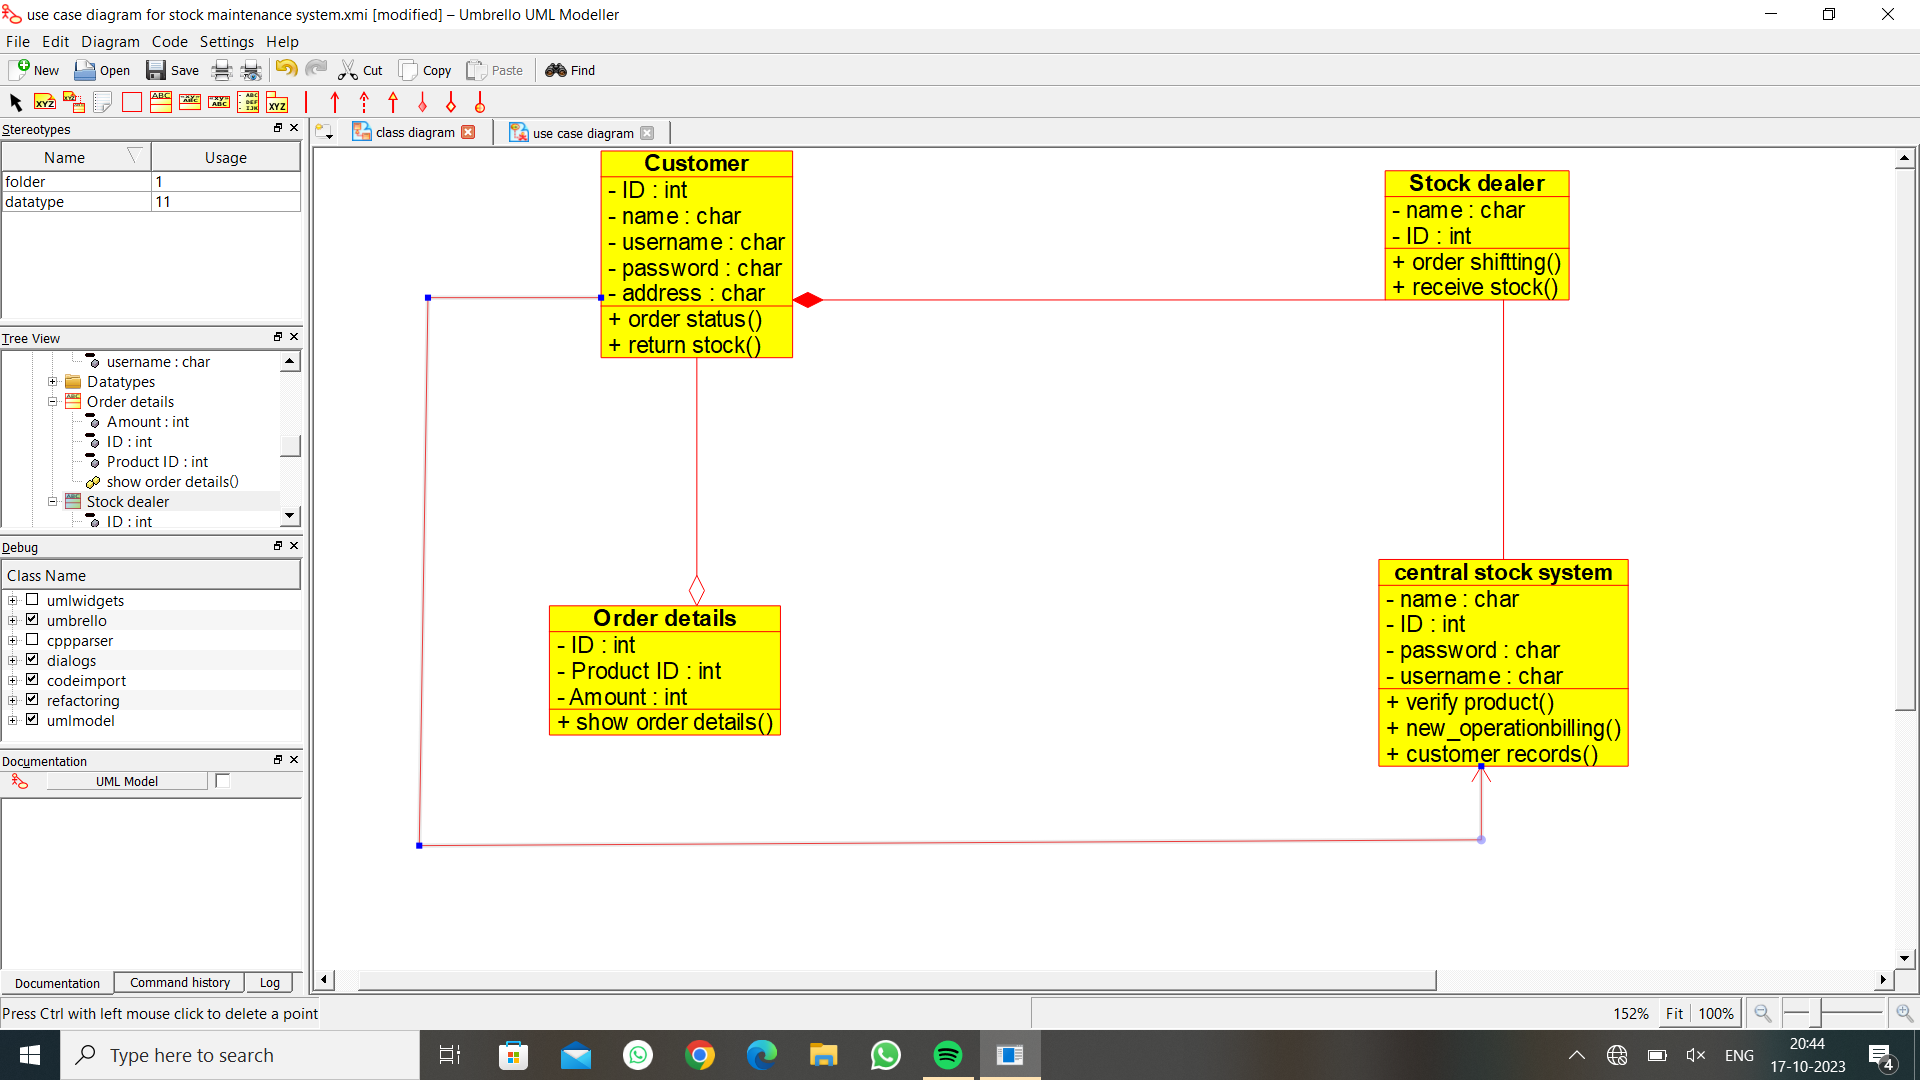 use case diagram for stock maintenance system.xmi [modified] – Umbrello UML Modeller
File Edit Diagram Code Settings Help
New Open Save Cut Copy Paste Find
Stereotypes
Name Usage
folder 1
datatype 11
Tree View
username : char
Datatypes
Order details
Amount : int
ID : int
Product ID : int
show order details()
Stock dealer
ID : int
Debug
Class Name
umlwidgets
umbrello
cppparser
dialogs
codeimport
refactoring
umlmodel
Documentation
UML Model
Documentation Command history Log
class diagram
use case diagram
Customer
- ID : int
- name : char
- username : char
- password : char
- address : char
+ order status()
+ return stock()
Stock dealer
- name : char
- ID : int
+ order shiftting()
+ receive stock()
Order details
- ID : int
- Product ID : int
- Amount : int
+ show order details()
central stock system
- name : char
- ID : int
- password : char
- username : char
+ verify product()
+ new_operationbilling()
+ customer records()
Press Ctrl with left mouse click to delete a point
152% Fit 100%
Type here to search
ENG
20:44
17-10-2023
4